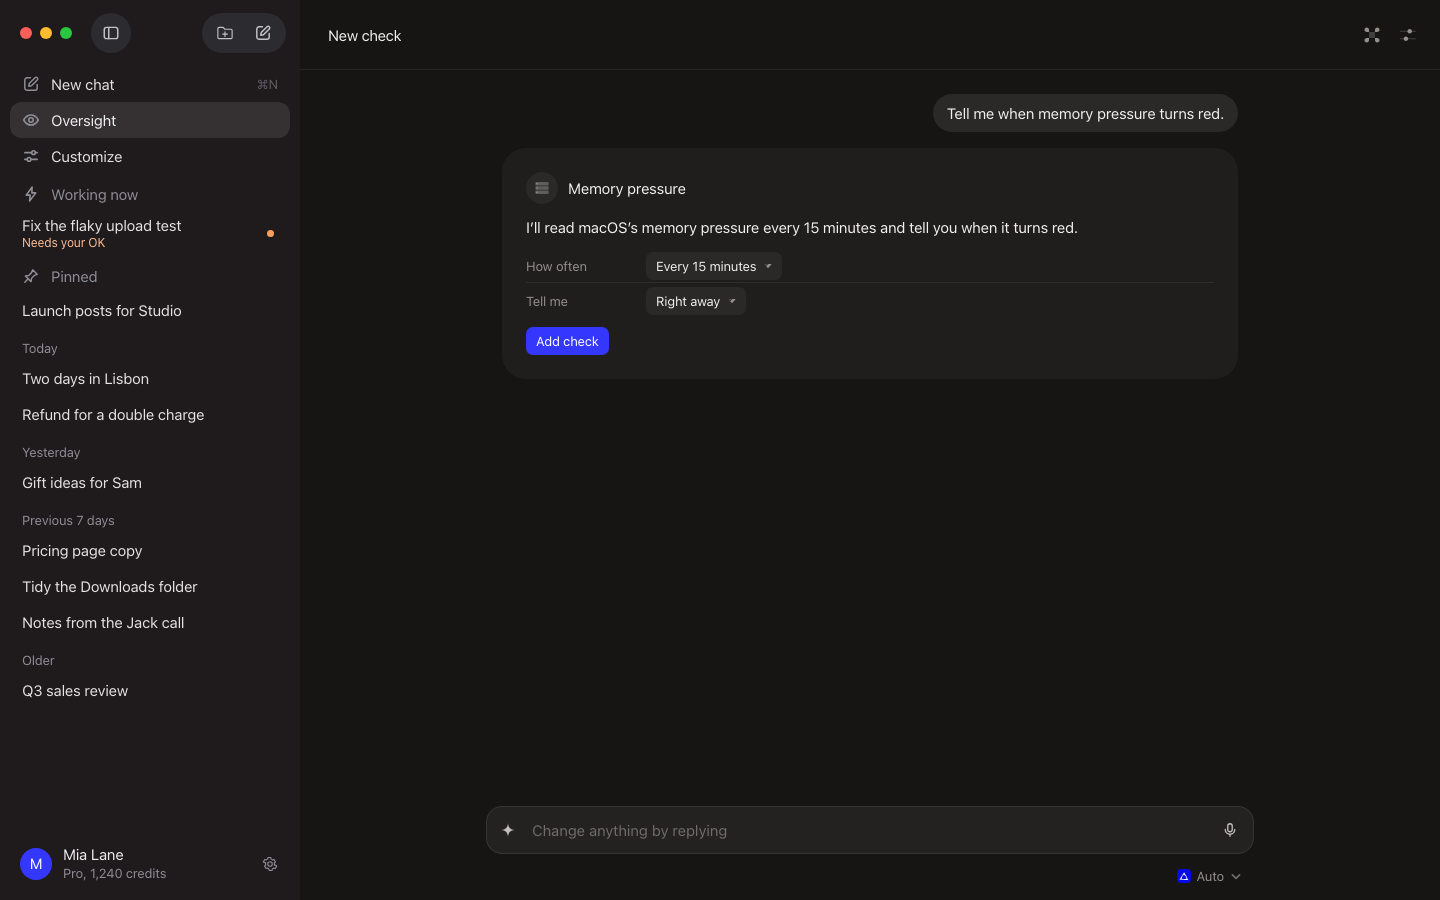 New check
New chat
⌘N
Oversight
Customize
Working now
Fix the flaky upload test
Needs your OK
Pinned
Launch posts for Studio
Today
Two days in Lisbon
Refund for a double charge
Yesterday
Gift ideas for Sam
Previous 7 days
Pricing page copy
Tidy the Downloads folder
Notes from the Jack call
Older
Q3 sales review
M
Mia Lane
Pro, 1,240 credits
Tell me when memory pressure turns red.
Memory pressure
I’ll read macOS’s memory pressure every 15 minutes and tell you when it turns red.
How often
Every 15 minutes
Tell me
Right away
Add check
Change anything by replying
Auto